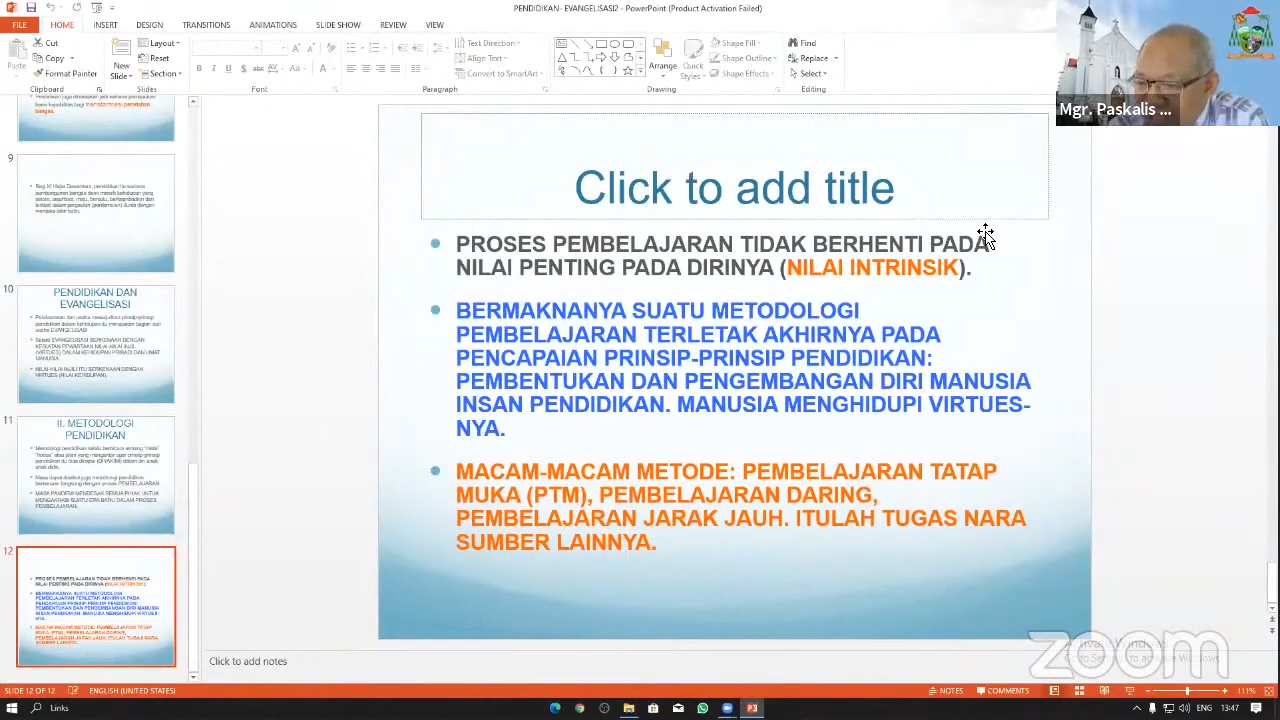 PENDIDIKAN- EVANGELISASI2 - PowerPoint (Product Activation Failed)
FILE HOME INSERT DESIGN TRANSITIONS ANIMATIONS SLIDE SHOW REVIEW VIEW
Paste
Cut
Copy
Format Painter
Clipboard
New
Slide
Layout
Reset
Section
Slides
Font
Text Direction
Align Text
Convert to SmartArt
Paragraph
Arrange
Quick
Styles
Shape Fill
Shape Outline
Shape Effects
Drawing
Find
Replace
Select
Editing
Mgr. Paskalis ...
9
10
PENDIDIKAN DAN
EVANGELISASI
11
II. METODOLOGI
PENDIDIKAN
12
Click to add title
PROSES PEMBELAJARAN TIDAK BERHENTI PADA
NILAI PENTING PADA DIRINYA (NILAI INTRINSIK).
BERMAKNANYA SUATU METODOLOGI
PEMBELAJARAN TERLETAK AKHIRNYA PADA
PENCAPAIAN PRINSIP-PRINSIP PENDIDIKAN:
PEMBENTUKAN DAN PENGEMBANGAN DIRI MANUSIA
INSAN PENDIDIKAN. MANUSIA MENGHIDUPI VIRTUES-
NYA.
MACAM-MACAM METODE: PEMBELAJARAN TATAP
MUKA (PTM), PEMBELAJARAN DARING,
PEMBELAJARAN JARAK JAUH. ITULAH TUGAS NARA
SUMBER LAINNYA.
zoom
Click to add notes
SLIDE 12 OF 12 ENGLISH (UNITED STATES) NOTES COMMENTS 111%
Links ENG 13:47